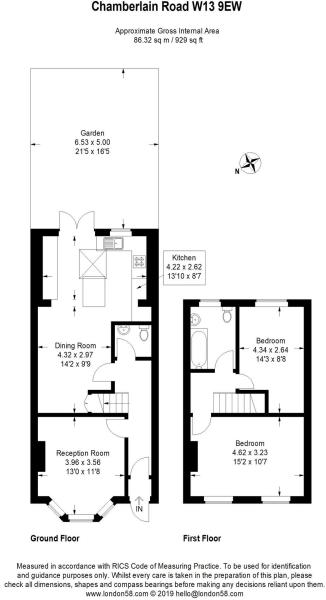 Chamberlain Road W13 9EW
Approximate Gross Internal Area
86.32 sq m / 929 sq ft
Garden
6.53 x 5.00
21'5 x 16'5
N
Kitchen
4.22 x 2.62
13'10 x 8'7
Dining Room
4.32 x 2.97
14'2 x 9'9
Bedroom
4.34 x 2.64
14'3 x 8'8
Reception Room
3.96 x 3.56
13'0 x 11'8
Bedroom
4.62 x 3.23
15'2 x 10'7
IN
Ground Floor
First Floor
Measured in accordance with RICS Code of Measuring Practice. To be used for identification
and guidance purposes only. Whilst every care is taken in the preparation of this plan, please
check all dimensions, shapes and compass bearings before making any decisions reliant upon them.
www.london58.com © 2019 hello@london58.com